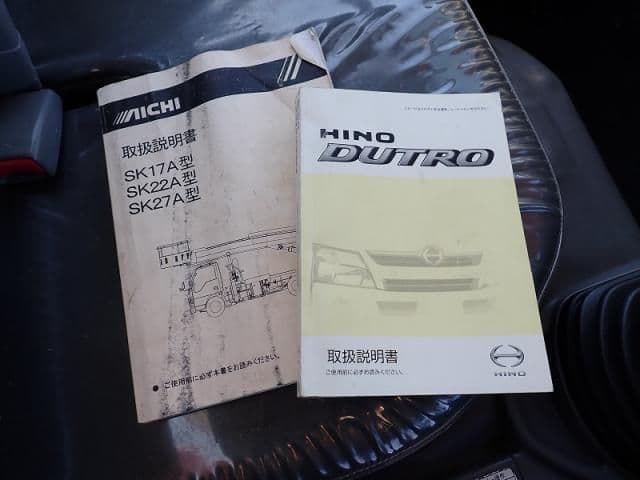 AICHI
取扱説明書
SK17A型
SK22A型
SK27A型
● ご使用前に必ず本書をお読みください。
HINO
DUTRO
取扱説明書
ご使用前に必ずお読みください。
HINO